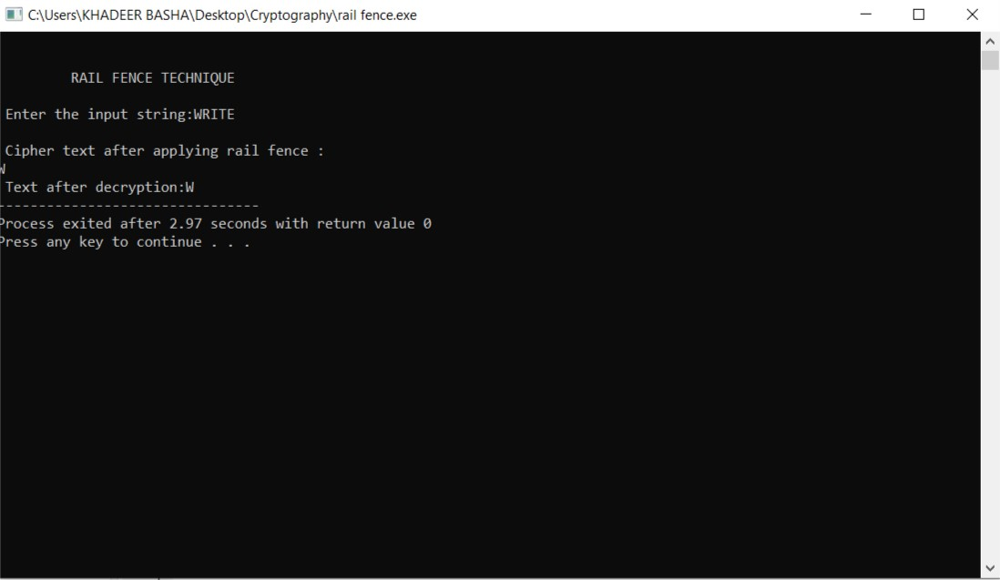 C:\Users\KHADEER BASHA\Desktop\Cryptography\rail fence.exe
RAIL FENCE TECHNIQUE
Enter the input string:WRITE
Cipher text after applying rail fence :
W
Text after decryption:W
--------------------------------
Process exited after 2.97 seconds with return value 0
Press any key to continue . . .